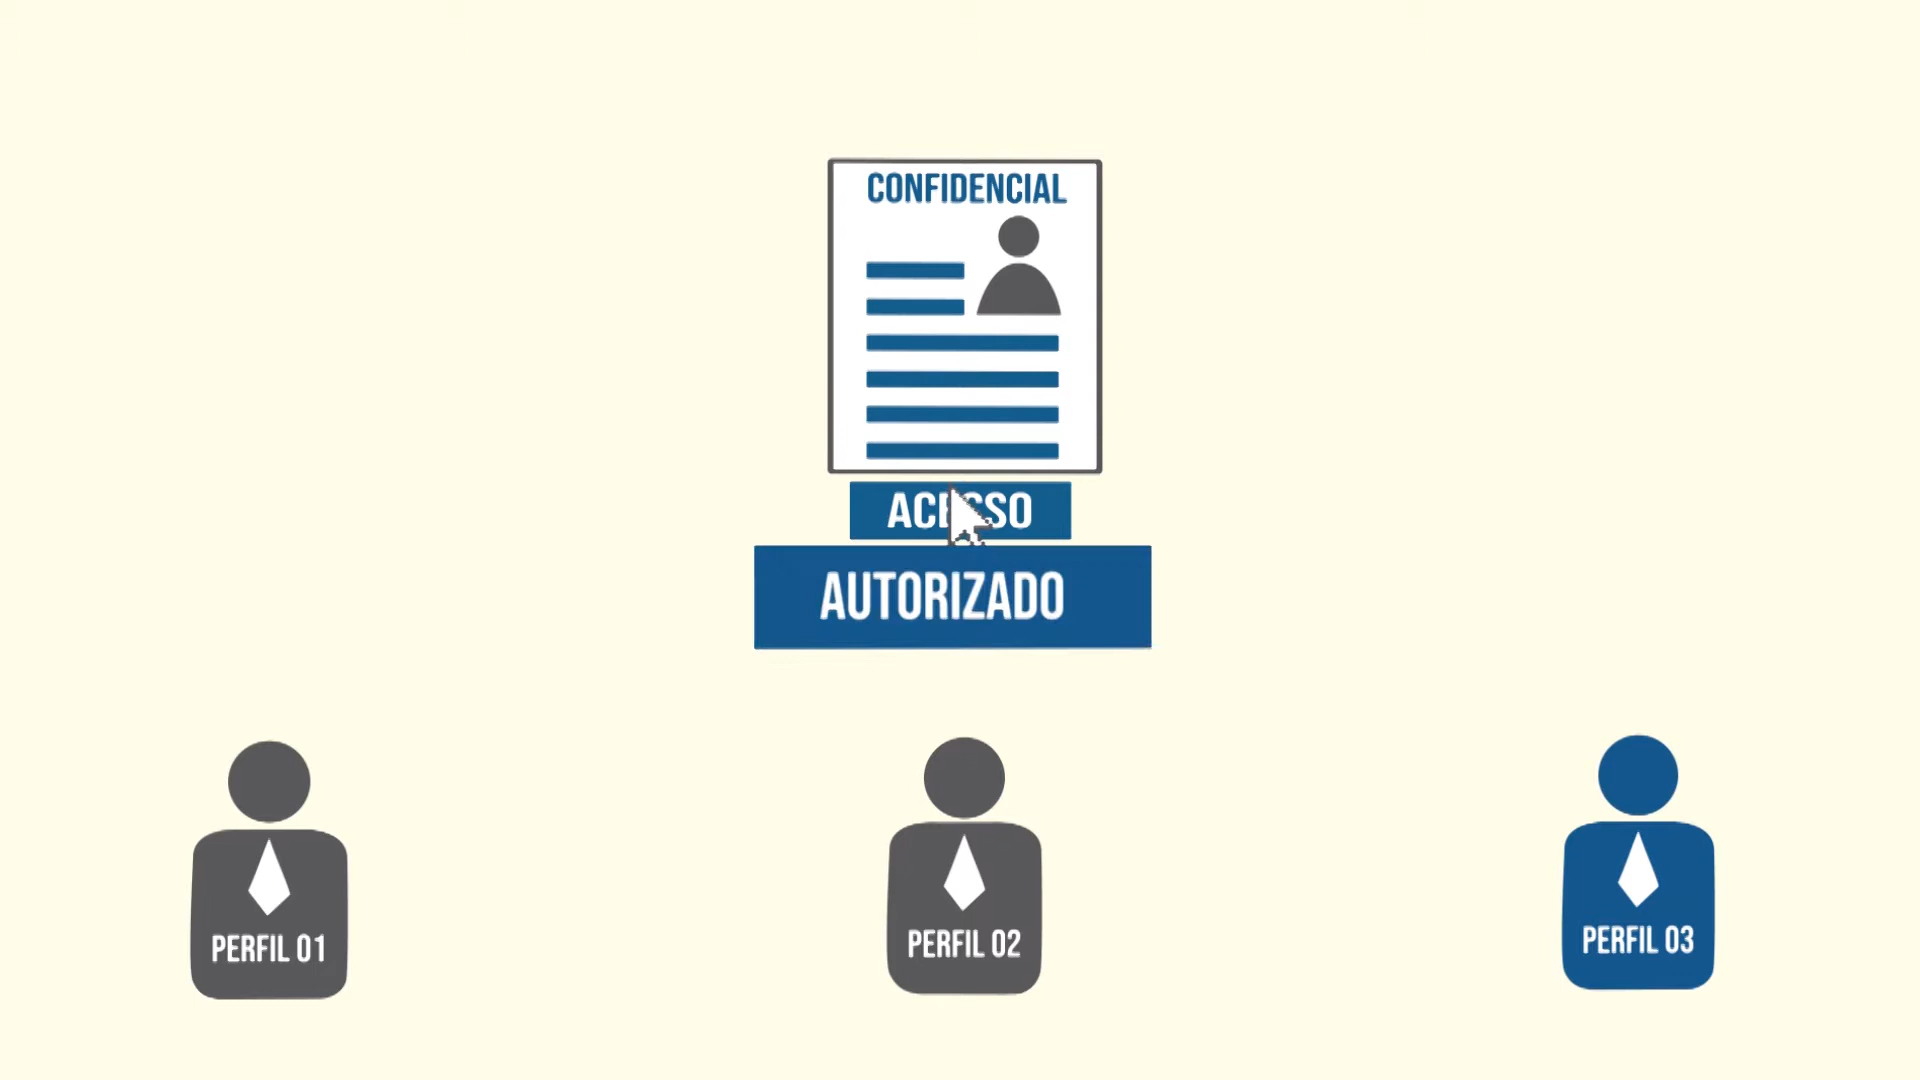 CONFIDENCIAL
ACESSO
AUTORIZADO
PERFIL 01
PERFIL 02
PERFIL 03